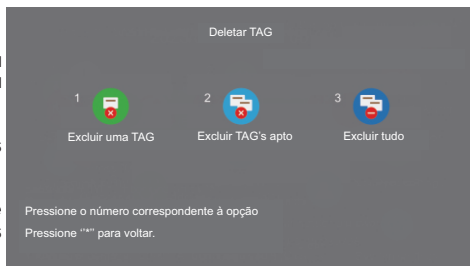 Deletar TAG
1 2 3
Excluir uma TAG Excluir TAG's apto Excluir tudo
Pressione o número correspondente à opção
Pressione "*" para voltar.